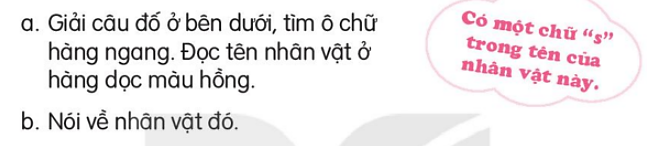 a. Giải câu đố ở bên dưới, tìm ô chữ
hàng ngang. Đọc tên nhân vật ở
hàng dọc màu hồng.
b. Nói về nhân vật đó.
Có một chữ “s”
trong tên của
nhân vật này.